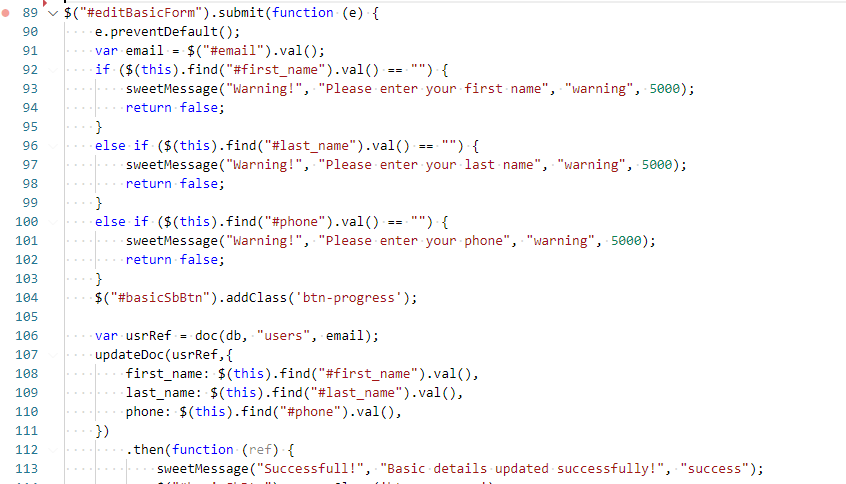 89 $("#editBasicForm").submit(function (e) {
90 e.preventDefault();
91 var email = $("#email").val();
92 if ($(this).find("#first_name").val() == "") {
93 sweetMessage("Warning!", "Please enter your first name", "warning", 5000);
94 return false;
95 }
96 else if ($(this).find("#last_name").val() == "") {
97 sweetMessage("Warning!", "Please enter your last name", "warning", 5000);
98 return false;
99 }
100 else if ($(this).find("#phone").val() == "") {
101 sweetMessage("Warning!", "Please enter your phone", "warning", 5000);
102 return false;
103 }
104 $("#basicSbBtn").addClass('btn-progress');
105
106 var usrRef = doc(db, "users", email);
107 updateDoc(usrRef,{
108 first_name: $(this).find("#first_name").val(),
109 last_name: $(this).find("#last_name").val(),
110 phone: $(this).find("#phone").val(),
111 })
112 .then(function (ref) {
113 sweetMessage("Successfull!", "Basic details updated successfully!", "success");